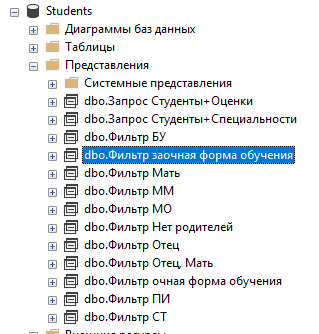 Students
Диаграммы баз данных
Таблицы
Представления
Системные представления
dbo.Запрос Студенты+Оценки
dbo.Запрос Студенты+Специальности
dbo.Фильтр БУ
dbo.Фильтр заочная форма обучения
dbo.Фильтр Мать
dbo.Фильтр ММ
dbo.Фильтр МО
dbo.Фильтр Нет родителей
dbo.Фильтр Отец
dbo.Фильтр Отец, Мать
dbo.Фильтр очная форма обучения
dbo.Фильтр ПИ
dbo.Фильтр СТ
Внешние ресурсы